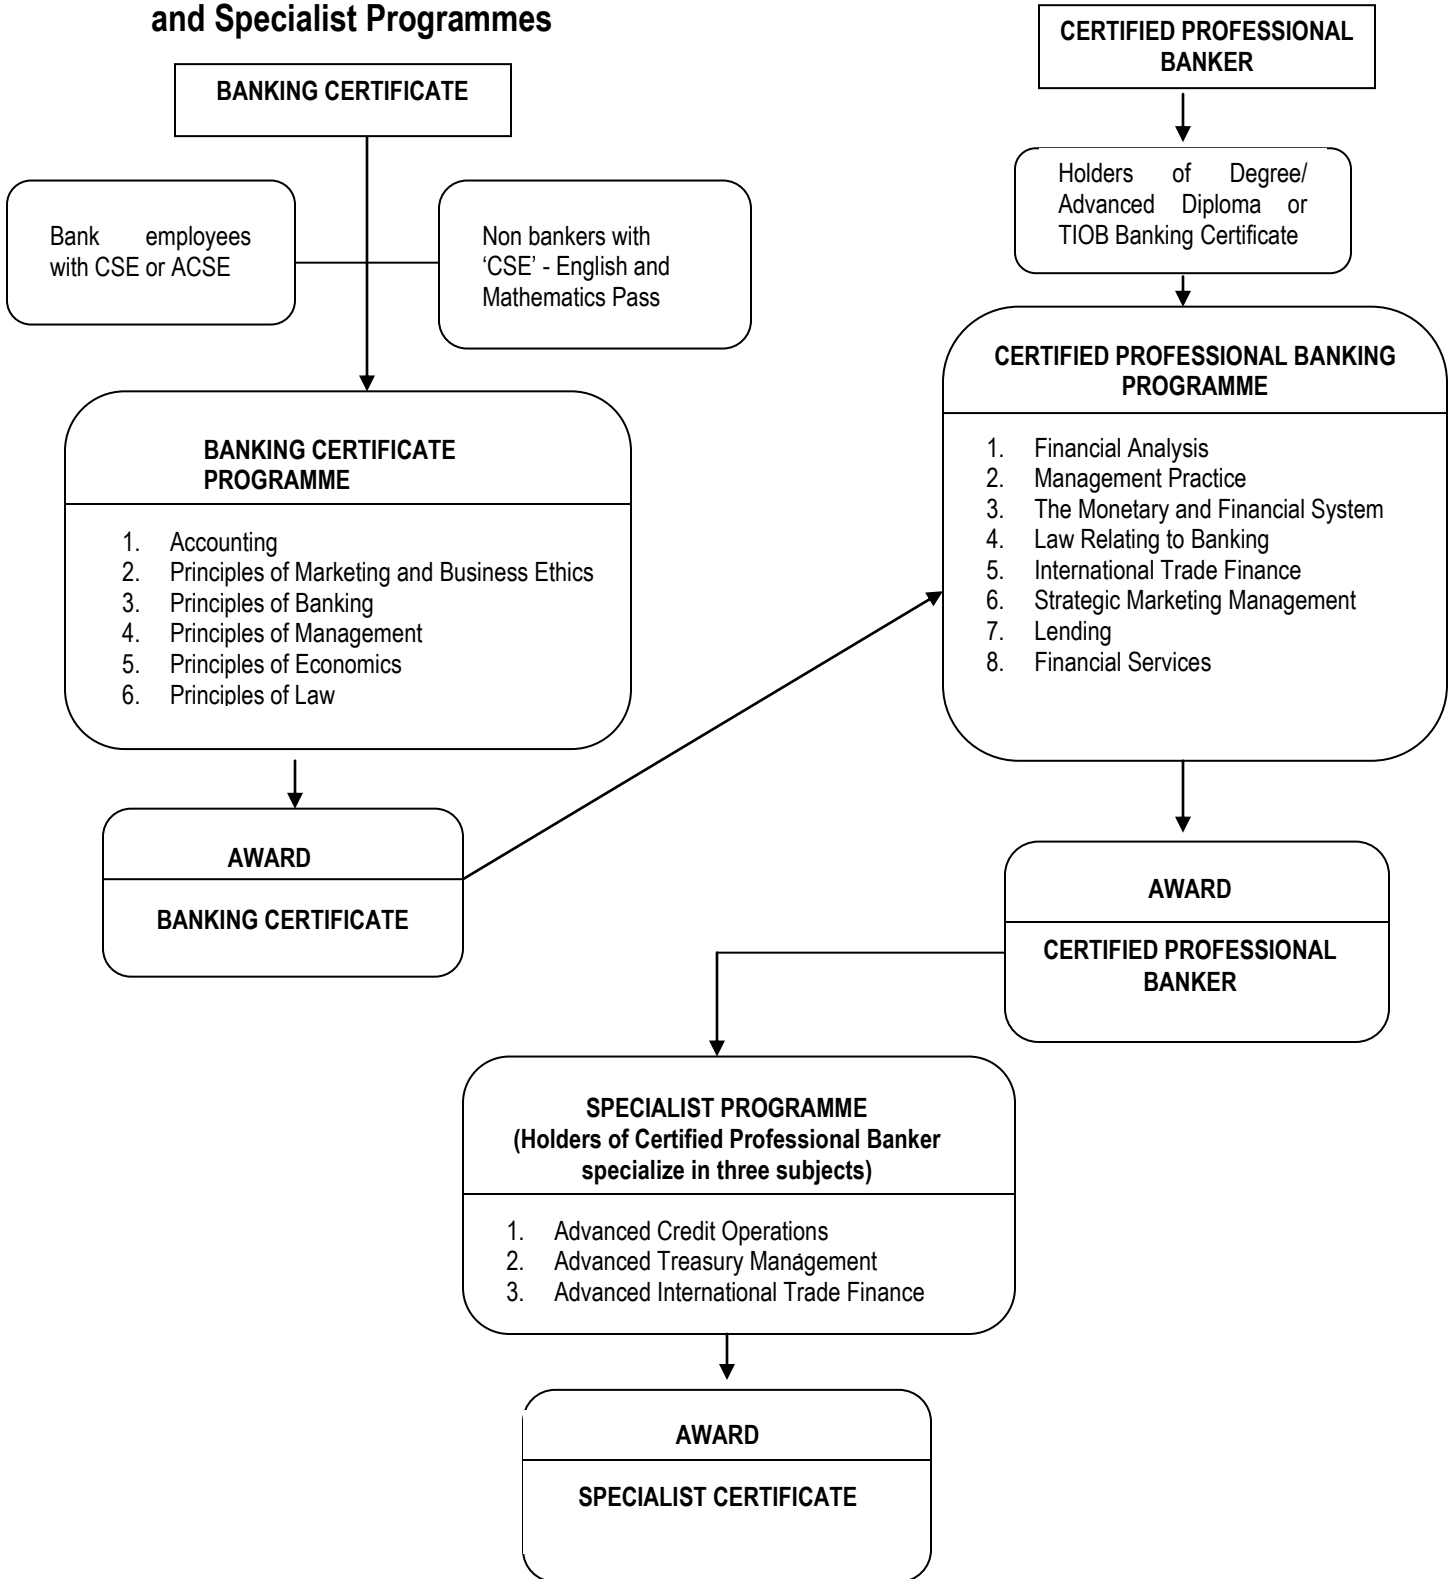 and Specialist Programmes
BANKING CERTIFICATE
Bank employees
with CSE or ACSE
Non bankers with
‘CSE’ - English and
Mathematics Pass
BANKING CERTIFICATE
PROGRAMME
1. Accounting
2. Principles of Marketing and Business Ethics
3. Principles of Banking
4. Principles of Management
5. Principles of Economics
6. Principles of Law
AWARD
BANKING CERTIFICATE
CERTIFIED PROFESSIONAL
BANKER
Holders of Degree/
Advanced Diploma or
TIOB Banking Certificate
CERTIFIED PROFESSIONAL BANKING
PROGRAMME
1. Financial Analysis
2. Management Practice
3. The Monetary and Financial System
4. Law Relating to Banking
5. International Trade Finance
6. Strategic Marketing Management
7. Lending
8. Financial Services
AWARD
CERTIFIED PROFESSIONAL
BANKER
SPECIALIST PROGRAMME
(Holders of Certified Professional Banker
specialize in three subjects)
1. Advanced Credit Operations
2. Advanced Treasury Management
3. Advanced International Trade Finance
AWARD
SPECIALIST CERTIFICATE